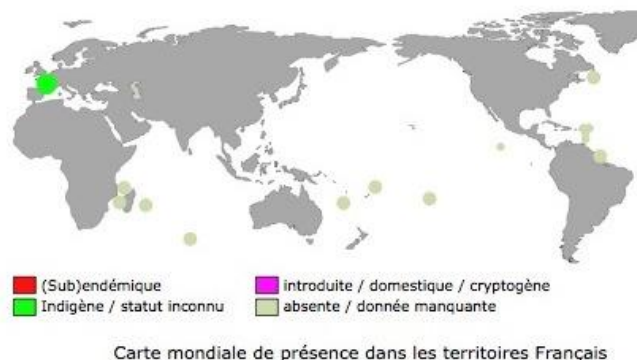 (Sub)endémique
introduite / domestique / cryptogène
Indigène / statut inconnu
absente / donnée manquante
Carte mondiale de présence dans les territoires Français